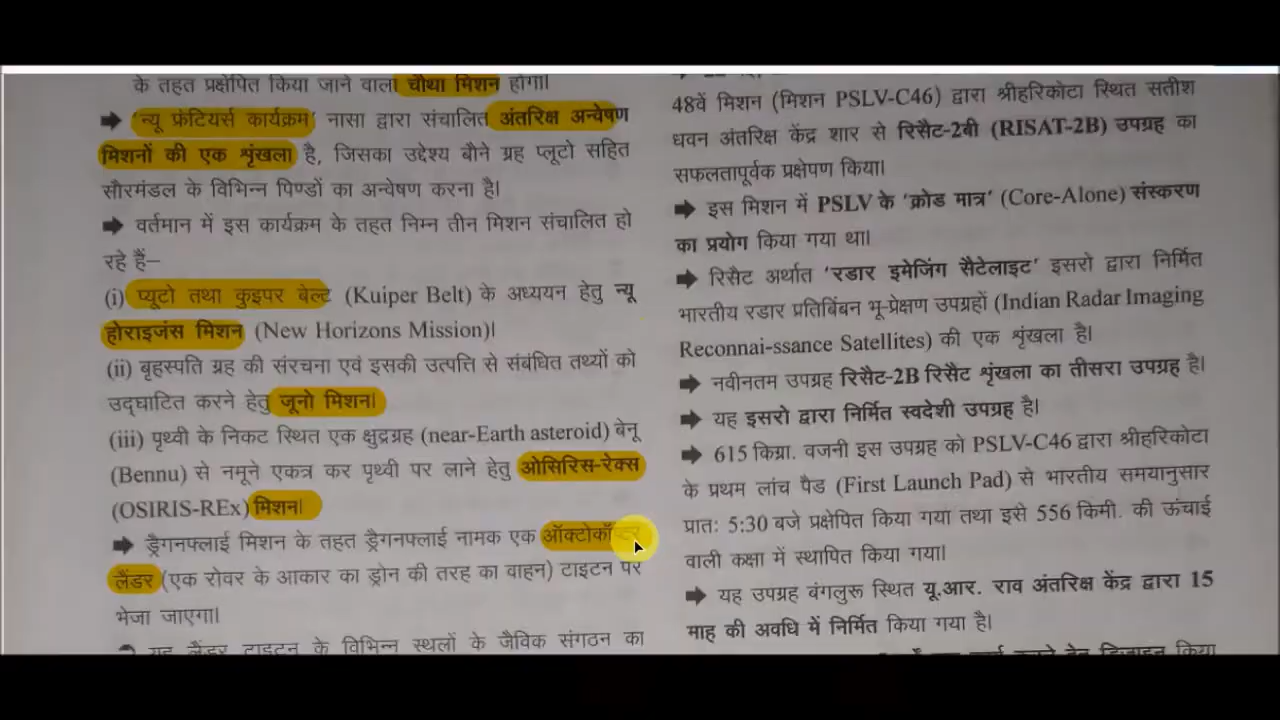 के तहत प्रक्षेपित किया जाने वाला चौथा मिशन होगा।
➡ 'न्यू फ्रंटियर्स कार्यक्रम' नासा द्वारा संचालित अंतरिक्ष अन्वेषण
मिशनों की एक शृंखला है, जिसका उद्देश्य बौने ग्रह प्लूटो सहित
सौरमंडल के विभिन्न पिण्डों का अन्वेषण करना है।
➡ वर्तमान में इस कार्यक्रम के तहत निम्न तीन मिशन संचालित हो
रहे हैं–
(i) प्यूटो तथा कुइपर बेल्ट (Kuiper Belt) के अध्ययन हेतु न्यू
होराइजंस मिशन (New Horizons Mission)।
(ii) बृहस्पति ग्रह की संरचना एवं इसकी उत्पत्ति से संबंधित तथ्यों को
उद्घाटित करने हेतु जूनो मिशन।
(iii) पृथ्वी के निकट स्थित एक क्षुद्रग्रह (near-Earth asteroid) बेनू
(Bennu) से नमूने एकत्र कर पृथ्वी पर लाने हेतु ओसिरिस-रेक्स
(OSIRIS-REx) मिशन।
➡ ड्रैगनफ्लाई मिशन के तहत ड्रैगनफ्लाई नामक एक
लैंडर (एक रोवर के आकार का ड्रोन की तरह का वाहन) टाइटन पर
भेजा जाएगा।
यह लैंडर टाइटन के विभिन्न स्थलों के जैविक संगठन का
48वें मिशन (मिशन PSLV-C46) द्वारा श्रीहरिकोटा स्थित सतीश
धवन अंतरिक्ष केंद्र शार से रिसैट-2बी (RISAT-2B) उपग्रह का
सफलतापूर्वक प्रक्षेपण किया।
➡ इस मिशन में PSLV के 'क्रोड मात्र' (Core-Alone) संस्करण
का प्रयोग किया गया था।
➡ रिसैट अर्थात 'रडार इमेजिंग सैटेलाइट' इसरो द्वारा निर्मित
भारतीय रडार प्रतिबिंबन भू-प्रेक्षण उपग्रहों (Indian Radar Imaging
Reconnai-ssance Satellites) की एक शृंखला है।
➡ नवीनतम उपग्रह रिसैट-2B रिसैट शृंखला का तीसरा उपग्रह है।
➡ यह इसरो द्वारा निर्मित स्वदेशी उपग्रह है।
➡ 615 किग्रा. वजनी इस उपग्रह को PSLV-C46 द्वारा श्रीहरिकोटा
के प्रथम लांच पैड (First Launch Pad) से भारतीय समयानुसार
प्रातः 5:30 बजे प्रक्षेपित किया गया तथा इसे 556 किमी. की ऊंचाई
वाली कक्षा में स्थापित किया गया।
➡ यह उपग्रह बंगलुरू स्थित यू.आर. राव अंतरिक्ष केंद्र द्वारा 15
माह की अवधि में निर्मित किया गया है।